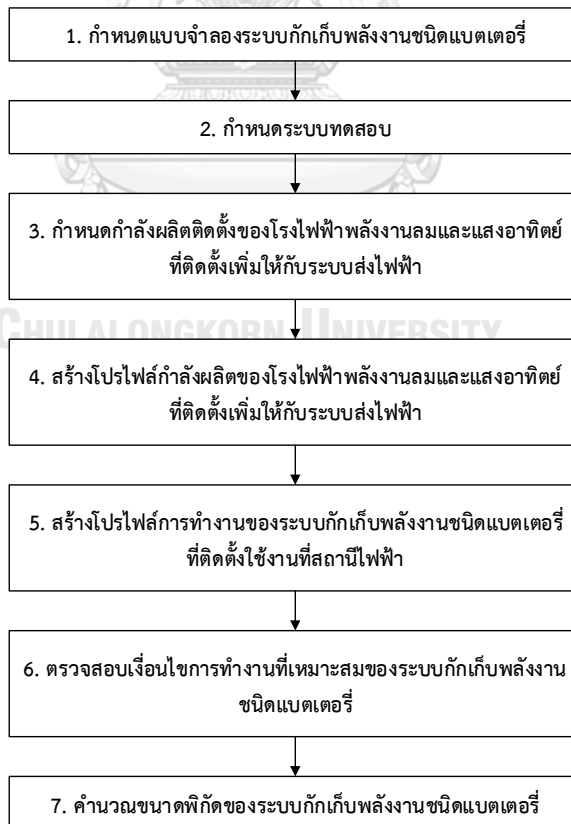 1. กำหนดแบบจำลองระบบกักเก็บพลังงานชนิดแบตเตอรี่
2. กำหนดระบบทดสอบ
3. กำหนดกำลังผลิตติดตั้งของโรงไฟฟ้าพลังงานลมและแสงอาทิตย์
ที่ติดตั้งเพิ่มให้กับระบบส่งไฟฟ้า
CHULALONGKORN UNIVERSITY
4. สร้างโปรไฟล์กำลังผลิตของโรงไฟฟ้าพลังงานลมและแสงอาทิตย์
ที่ติดตั้งเพิ่มให้กับระบบส่งไฟฟ้า
5. สร้างโปรไฟล์การทำงานของระบบกักเก็บพลังงานชนิดแบตเตอรี่
ที่ติดตั้งใช้งานที่สถานีไฟฟ้า
6. ตรวจสอบเงื่อนไขการทำงานที่เหมาะสมของระบบกักเก็บพลังงาน
ชนิดแบตเตอรี่
7. คำนวณขนาดพิกัดของระบบกักเก็บพลังงานชนิดแบตเตอรี่